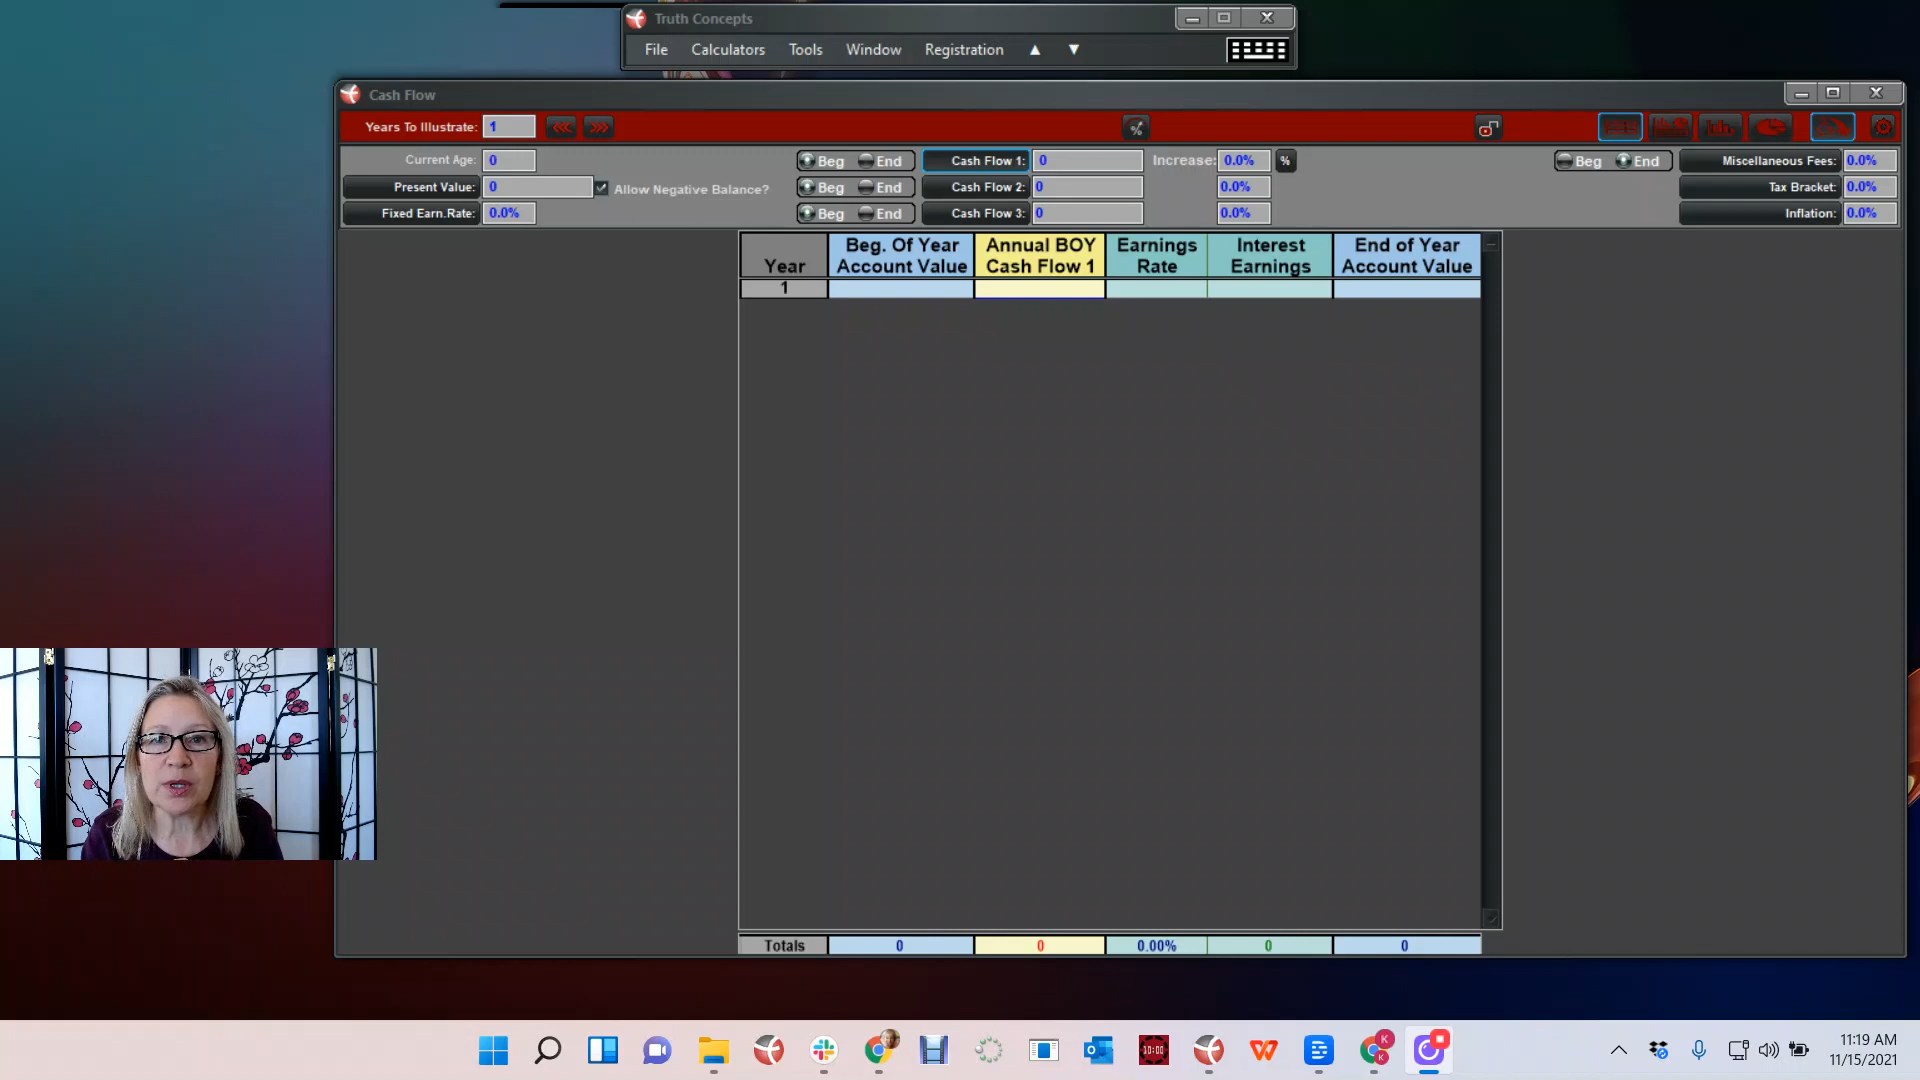 Truth Concepts
File Calculators Tools Window Registration ▲ ▼
Cash Flow
Years To Illustrate: 1
Current Age: 0 Beg End Cash Flow 1: 0 Increase: 0.0% % Beg End Miscellaneous Fees: 0.0%
Present Value: 0 Allow Negative Balance? Beg End Cash Flow 2: 0 0.0% Tax Bracket: 0.0%
Fixed Earn.Rate: 0.0% Beg End Cash Flow 3: 0 0.0% Inflation: 0.0%
Beg. Of Year Annual BOY Earnings Interest End of Year
Year Account Value Cash Flow 1 Rate Earnings Account Value
1
Totals 0 0 0.00% 0 0
11:19 AM
11/15/2021